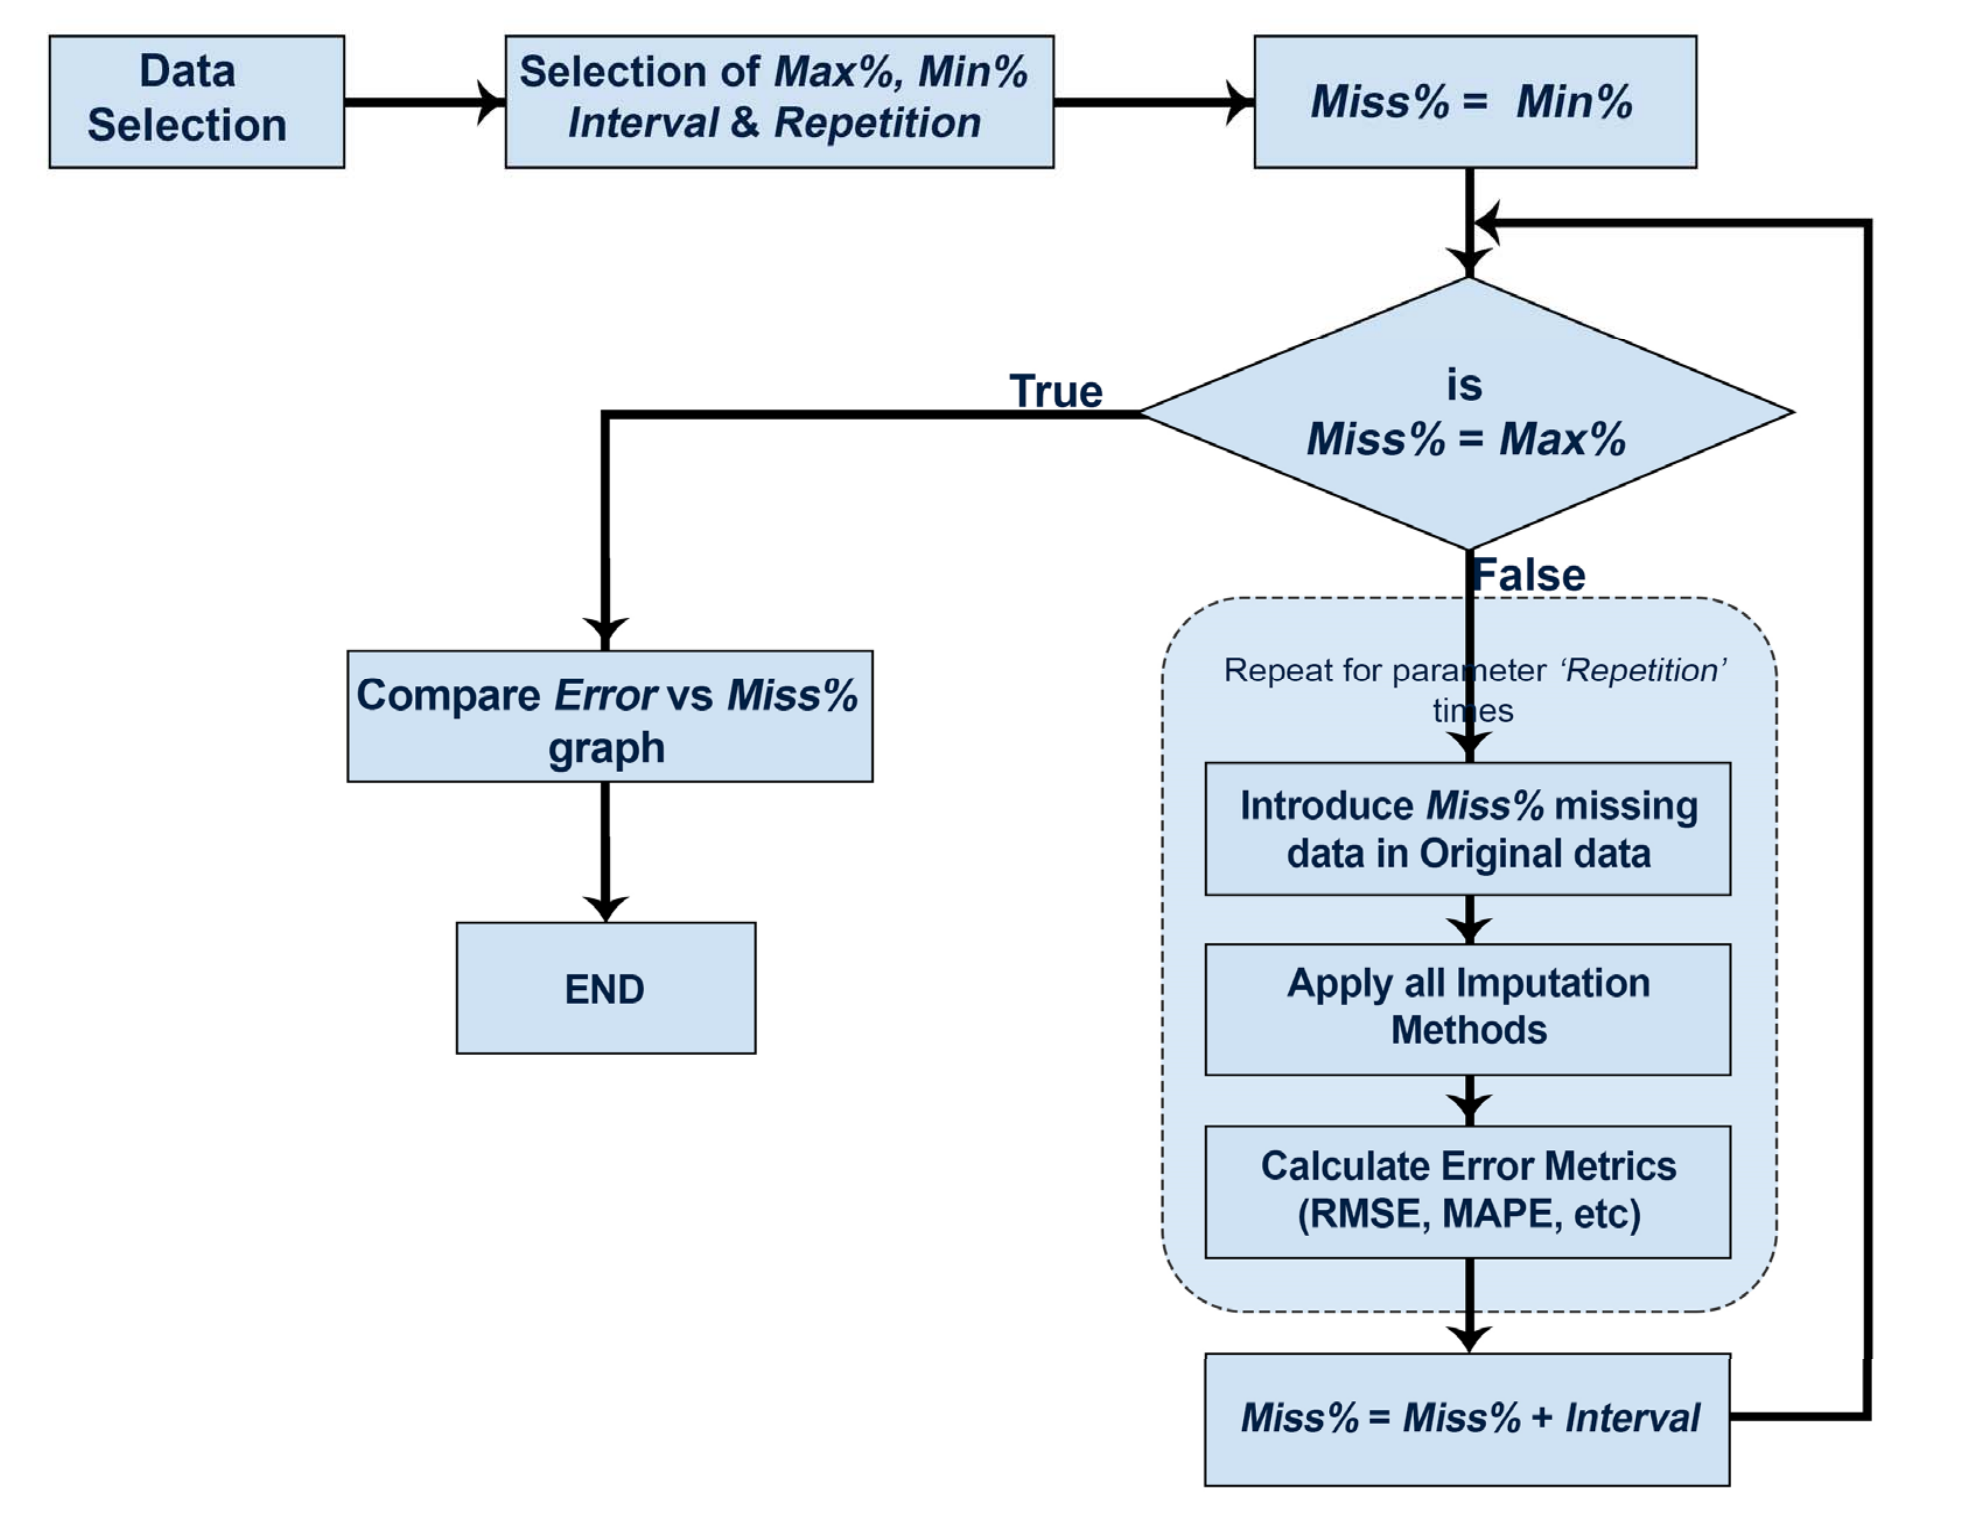 Data
Selection
Selection of Max%, Min%
Interval & Repetition
Miss% = Min%
is
Miss% = Max%
True
False
Compare Error vs Miss%
graph
END
Repeat for parameter ‘Repetition’
times
Introduce Miss% missing
data in Original data
Apply all Imputation
Methods
Calculate Error Metrics
(RMSE, MAPE, etc)
Miss% = Miss% + Interval